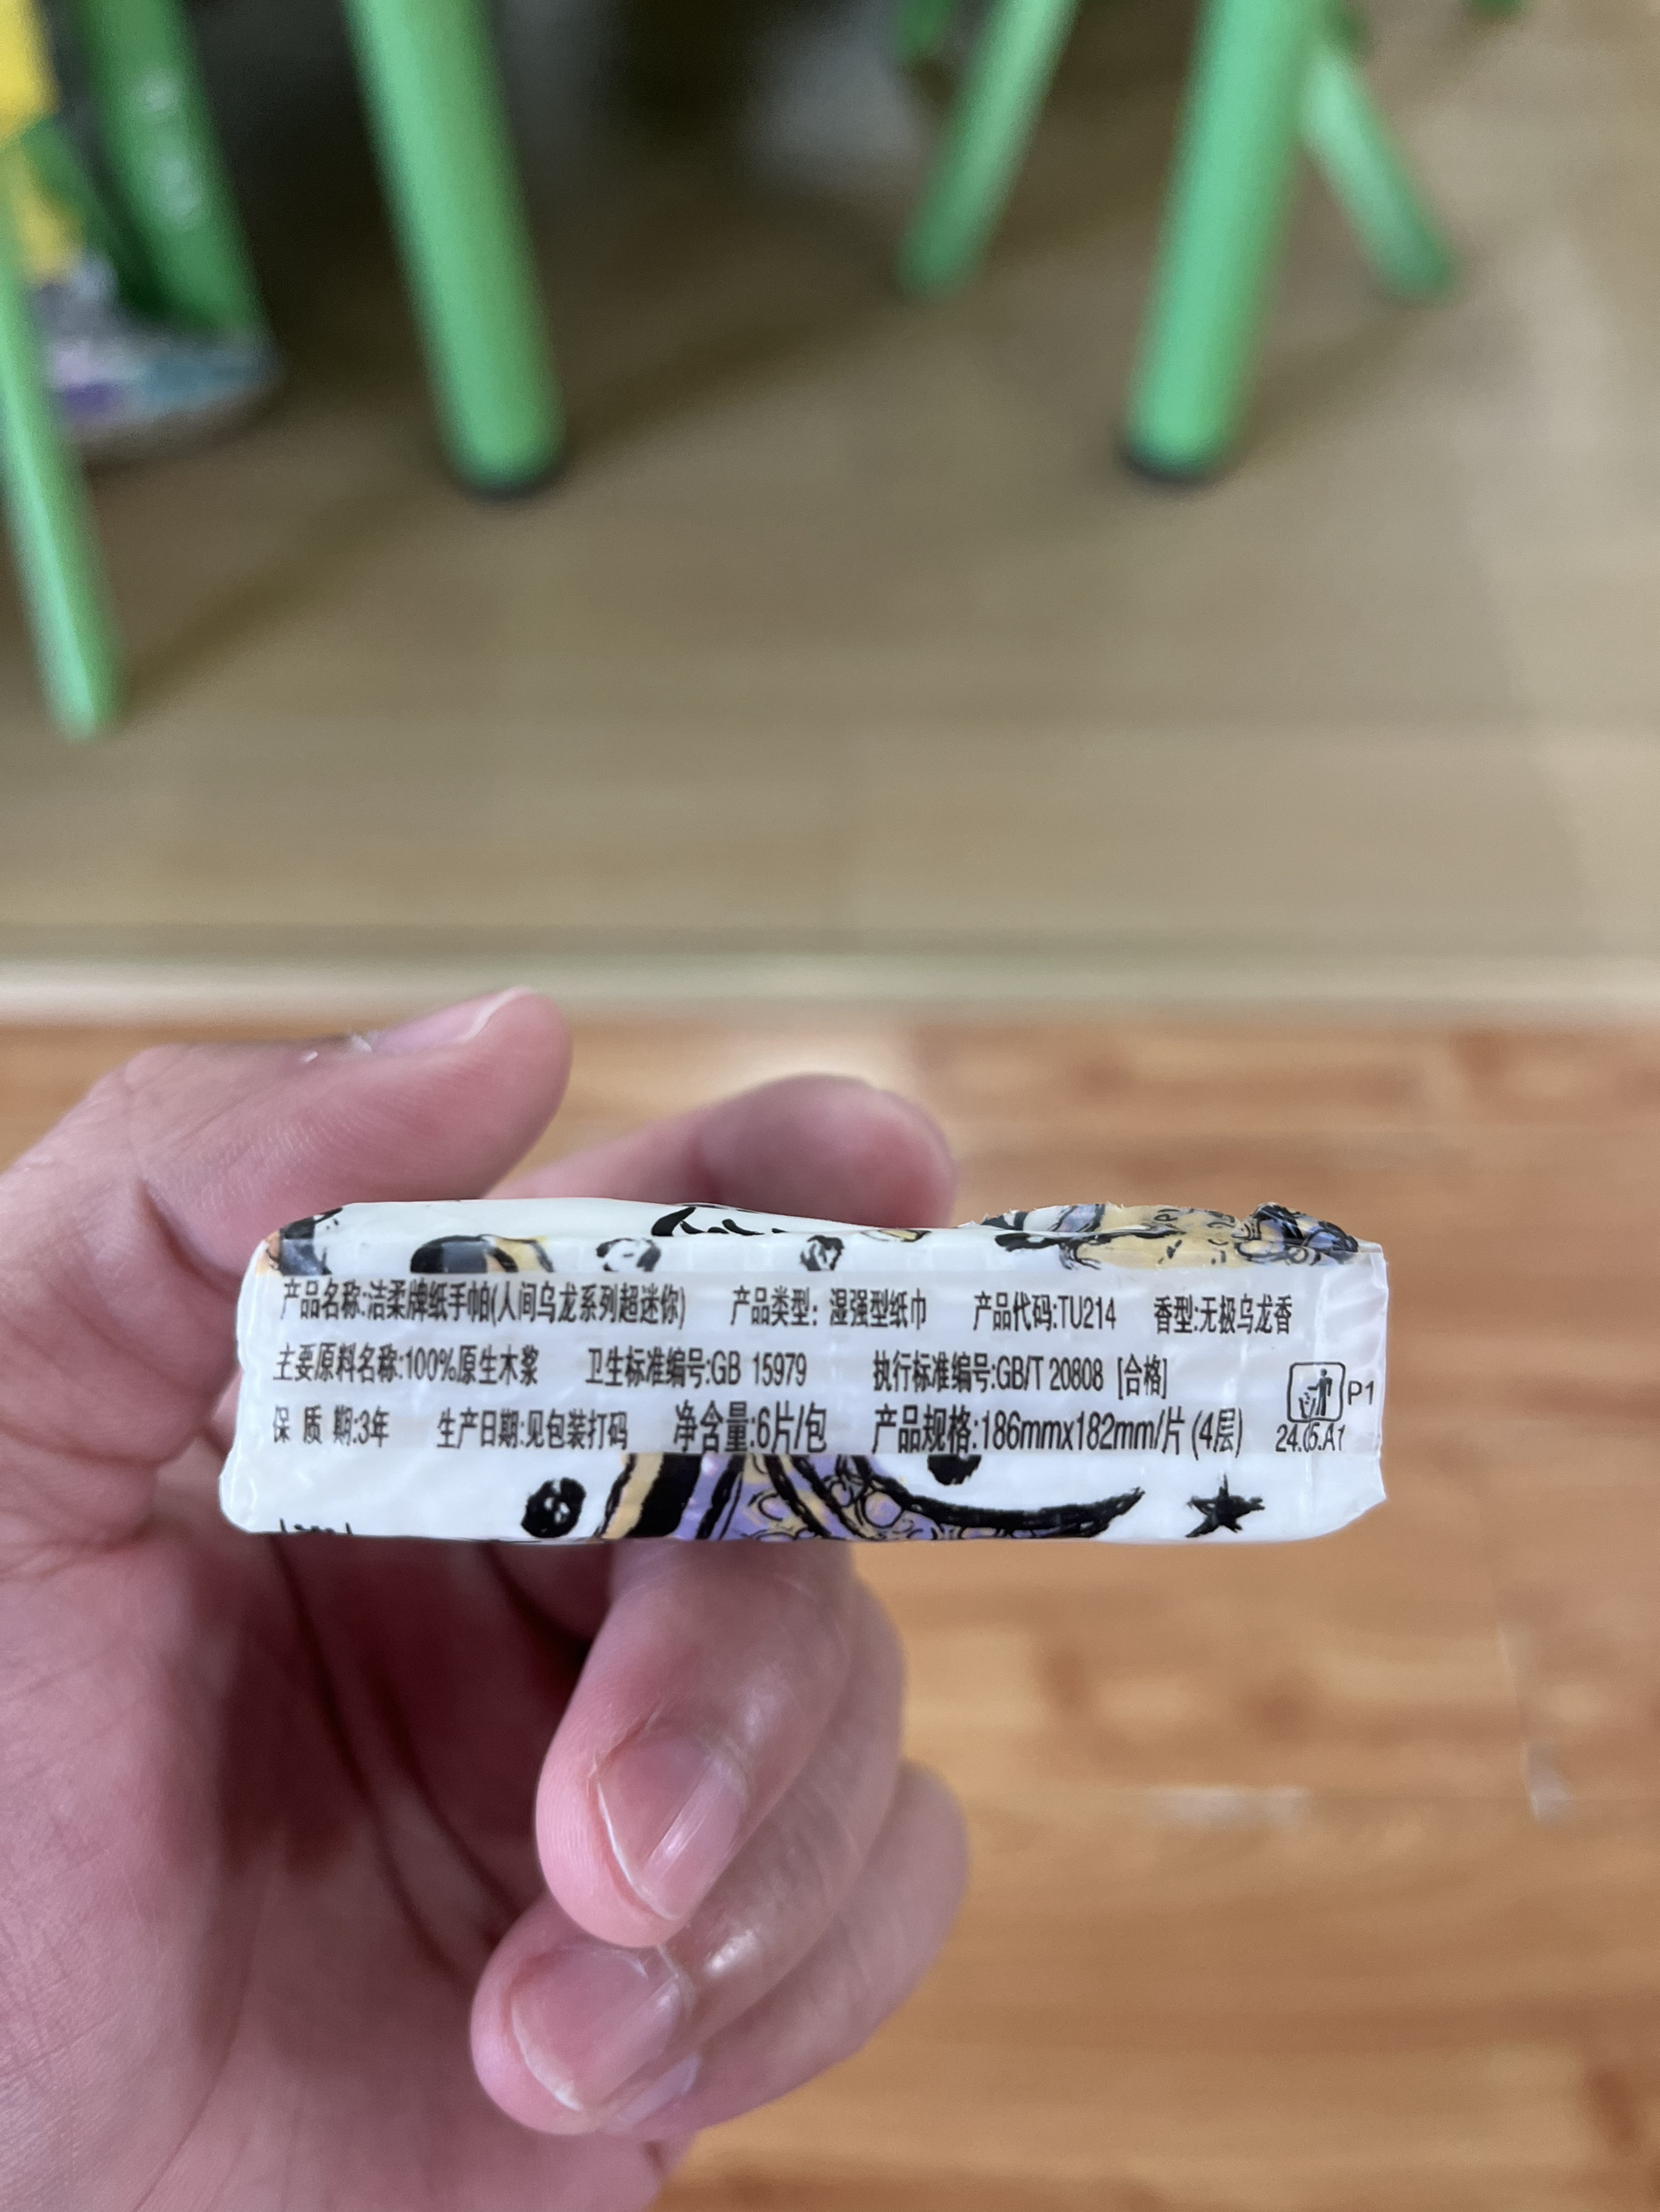 产品名称:洁柔牌纸手帕(人间乌龙系列超迷你) 产品类型：湿强型纸巾 产品代码:TU214 香型:无极乌龙香
主要原料名称:100%原生木浆 卫生标准编号:GB 15979 执行标准编号:GB/T 20808 [合格]
P1
保 质 期:3年 生产日期:见包装打码 净含量:6片/包 产品规格:186mmx182mm/片 (4层) 24.05.A1